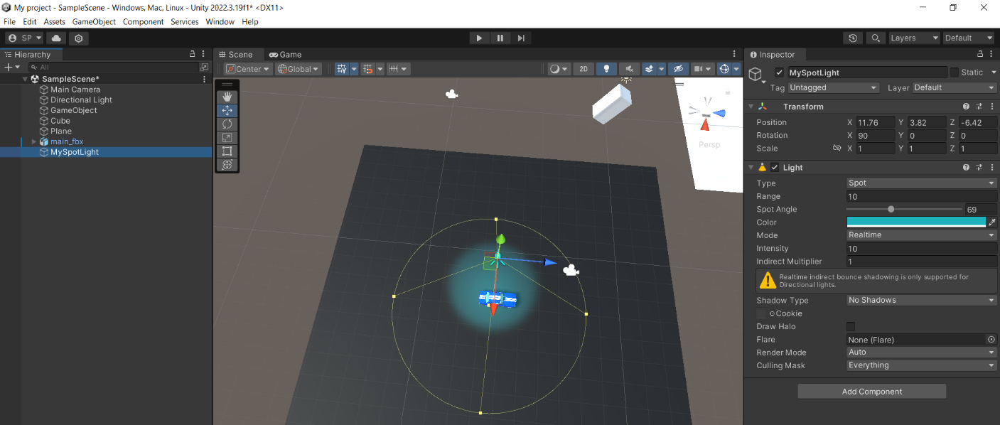 My project - SampleScene - Windows, Mac, Linux - Unity 2022.3.19f1* <DX11>
File Edit Assets GameObject Component Services Window Help
SP
Layers Default
Hierarchy
All
SampleScene*
Main Camera
Directional Light
GameObject
Cube
Plane
main_fbx
MySpotLight
Scene Game
Center Global 2D
Persp
Inspector
MySpotLight Static
Tag Untagged Layer Default
Transform
Position X 11.76 Y 3.82 Z -6.42
Rotation X 90 Y 0 Z 0
Scale X 1 Y 1 Z 1
Light
Type Spot
Range 10
Spot Angle 69
Color
Mode Realtime
Intensity 10
Indirect Multiplier 1
Realtime indirect bounce shadowing is only supported for
Directional lights.
Shadow Type No Shadows
Cookie
Draw Halo
Flare None (Flare)
Render Mode Auto
Culling Mask Everything
Add Component